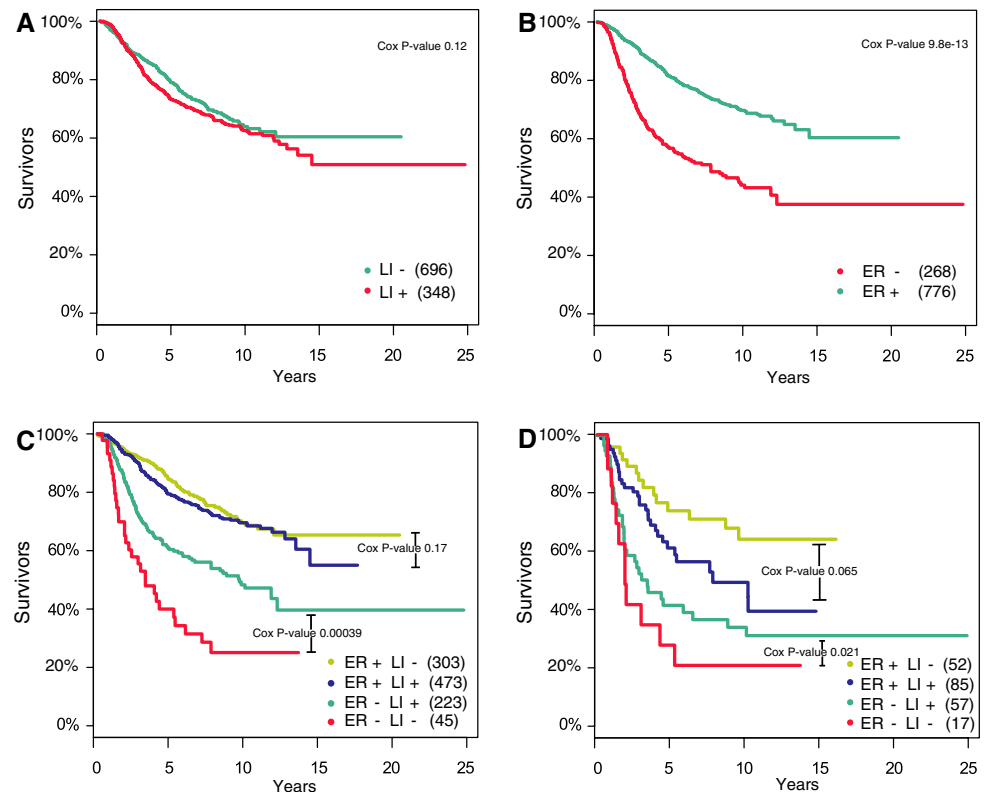 A
100%
80%
60%
40%
20%
0%
Survivors
Cox P-value 0.12
LI - (696)
LI + (348)
0 5 10 15 20 25
Years
B
100%
80%
60%
40%
20%
0%
Survivors
Cox P-value 9.8e-13
ER - (268)
ER + (776)
0 5 10 15 20 25
Years
C
100%
80%
60%
40%
20%
0%
Survivors
Cox P-value 0.17
Cox P-value 0.00039
ER + LI - (303)
ER + LI + (473)
ER - LI + (223)
ER - LI - (45)
0 5 10 15 20 25
Years
D
100%
80%
60%
40%
20%
0%
Survivors
Cox P-value 0.065
Cox P-value 0.021
ER + LI - (52)
ER + LI + (85)
ER - LI + (57)
ER - LI - (17)
0 5 10 15 20 25
Years